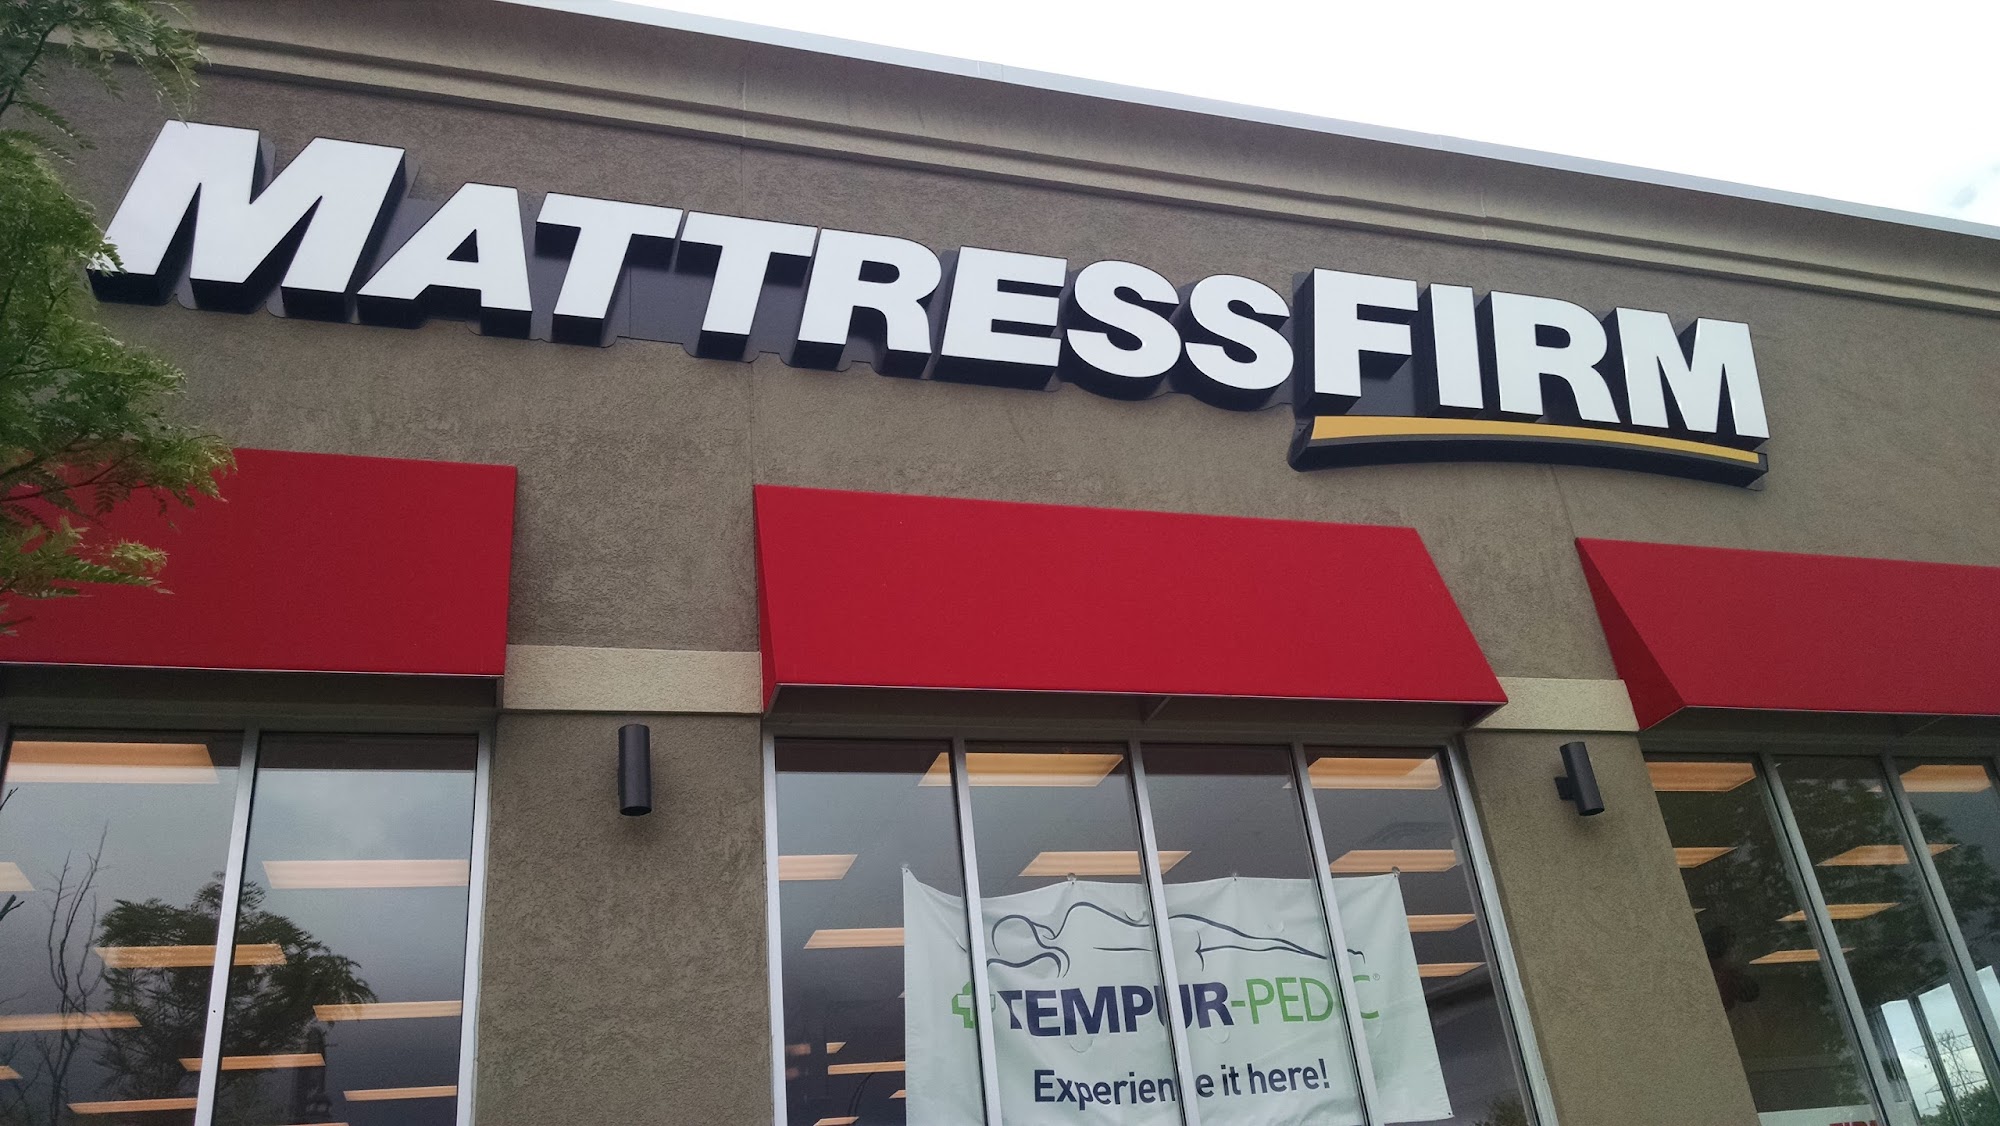 MATTRESSFIRM
TEMPUR-PEDIC®
Experience it here!